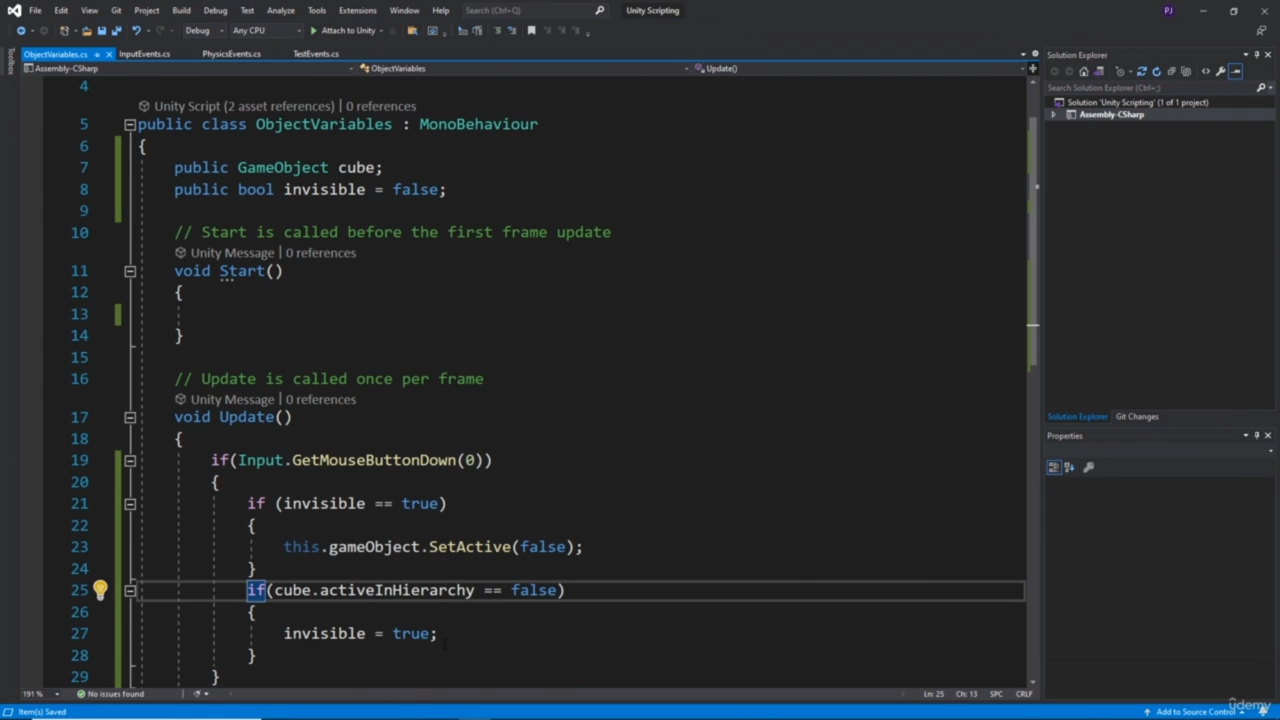 File Edit View Git Project Build Debug Test Analyze Tools Extensions Window Help Search (Ctrl+Q) Unity Scripting PJ
Debug Any CPU Attach to Unity
Toolbox
ObjectVariables.cs InputEvents.cs PhysicsEvents.cs TestEvents.cs
Assembly-CSharp ObjectVariables Update()
4
Unity Script (2 asset references) | 0 references
5 public class ObjectVariables : MonoBehaviour
6 {
7 public GameObject cube;
8 public bool invisible = false;
9
10 // Start is called before the first frame update
Unity Message | 0 references
11 void Start()
12 {
13
14 }
15
16 // Update is called once per frame
Unity Message | 0 references
17 void Update()
18 {
19 if(Input.GetMouseButtonDown(0))
20 {
21 if (invisible == true)
22 {
23 this.gameObject.SetActive(false);
24 }
25 if(cube.activeInHierarchy == false)
26 {
27 invisible = true;
28 }
29 }
191 % No issues found Ln: 25 Ch: 13 SPC CRLF
Solution Explorer
Search Solution Explorer (Ctrl+;)
Solution 'Unity Scripting' (1 of 1 project)
Assembly-CSharp
Solution Explorer Git Changes
Properties
Item(s) Saved Add to Source Control
udemy